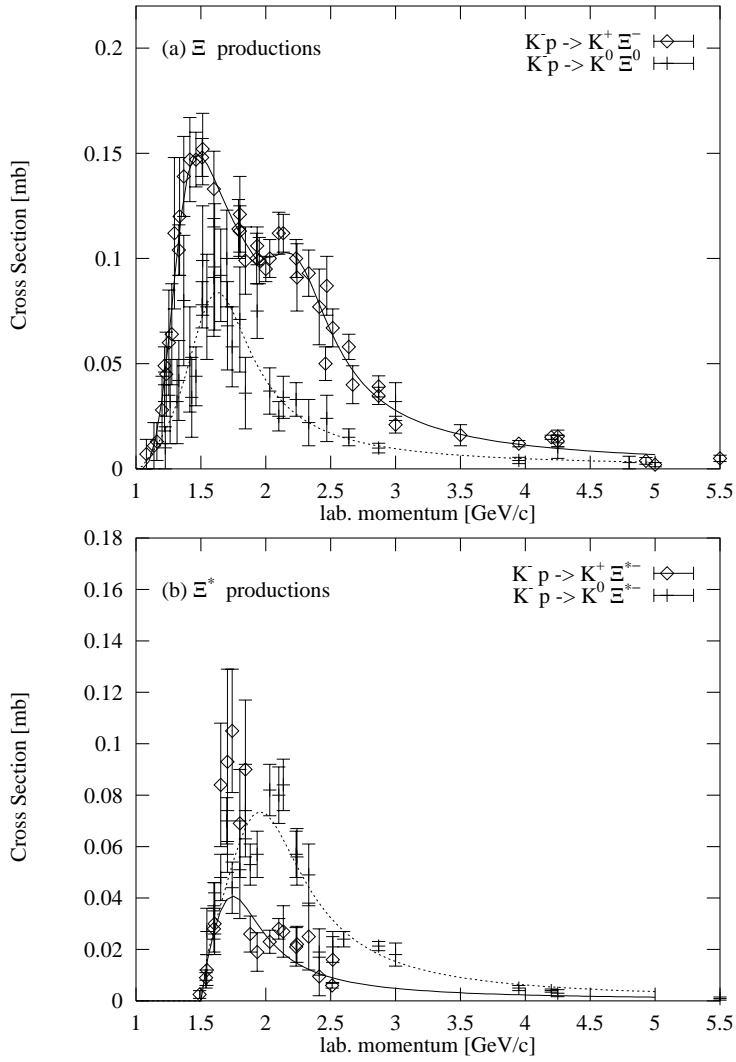 0.2
(a) Ξ productions
K⁻p -> K⁺ Ξ⁻
K⁻p -> K⁰ Ξ⁰
0.15
0.1
0.05
0
Cross Section [mb]
1 1.5 2 2.5 3 3.5 4 4.5 5 5.5
lab. momentum [GeV/c]
0.18
(b) Ξ* productions
K⁻ p -> K⁺ Ξ*⁻
K⁻ p -> K⁰ Ξ*⁻
0.16
0.14
0.12
0.1
0.08
0.06
0.04
0.02
0
Cross Section [mb]
1 1.5 2 2.5 3 3.5 4 4.5 5 5.5
lab. momentum [GeV/c]